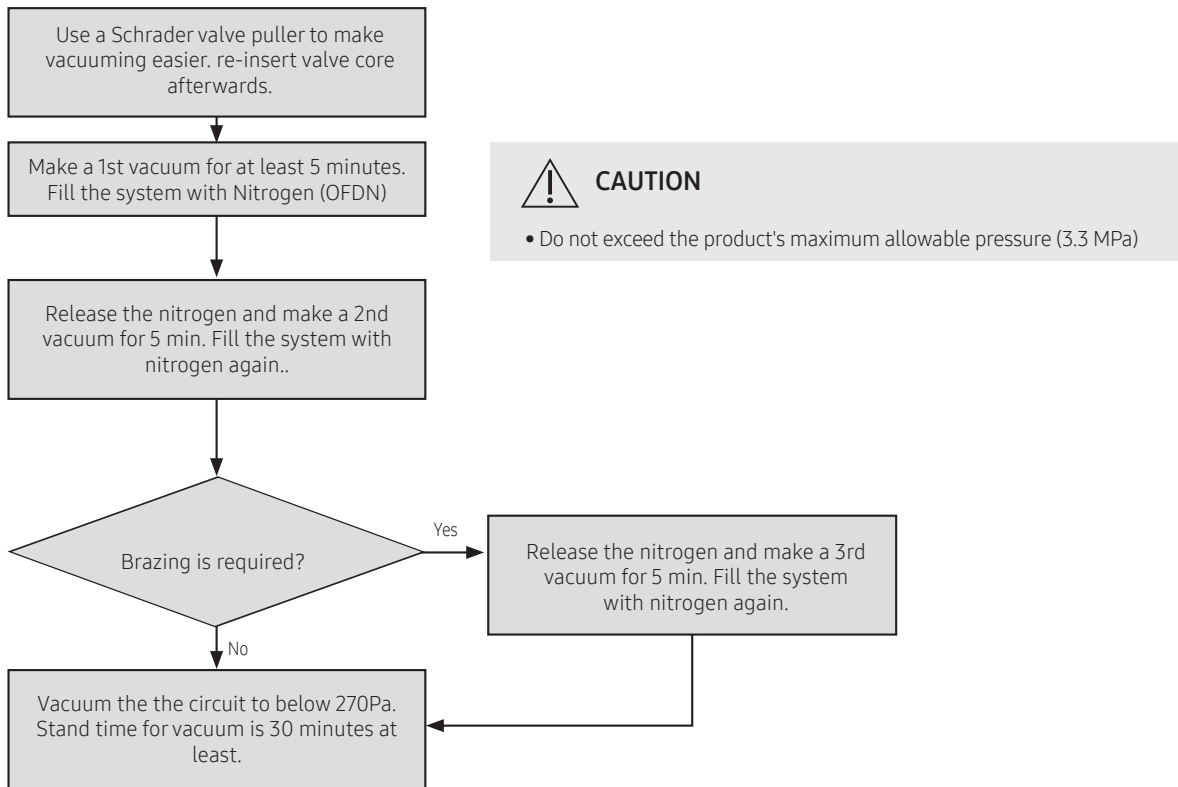 Use a Schrader valve puller to make
vacuuming easier. re-insert valve core
afterwards.
Make a 1st vacuum for at least 5 minutes.
Fill the system with Nitrogen (OFDN)
CAUTION
• Do not exceed the product's maximum allowable pressure (3.3 MPa)
Release the nitrogen and make a 2nd
vacuum for 5 min. Fill the system with
nitrogen again..
Brazing is required?
Yes
Release the nitrogen and make a 3rd
vacuum for 5 min. Fill the system
with nitrogen again.
No
Vacuum the the circuit to below 270Pa.
Stand time for vacuum is 30 minutes at
least.